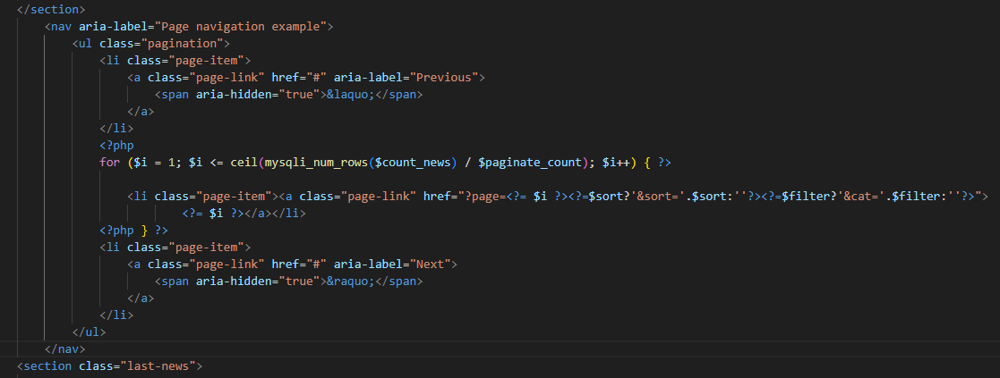 </section>
<nav aria-label="Page navigation example">
<ul class="pagination">
<li class="page-item">
<a class="page-link" href="#" aria-label="Previous">
<span aria-hidden="true">&laquo;</span>
</a>
</li>
<?php
for ($i = 1; $i <= ceil(mysqli_num_rows($count_news) / $paginate_count); $i++) { ?>
<li class="page-item"><a class="page-link" href="?page=<?= $i ?><?=$sort?'&sort='.$sort:''?><?=$filter?'&cat='.$filter:''?>">
<?= $i ?></a></li>
<?php } ?>
<li class="page-item">
<a class="page-link" href="#" aria-label="Next">
<span aria-hidden="true">&raquo;</span>
</a>
</li>
</ul>
</nav>
<section class="last-news">